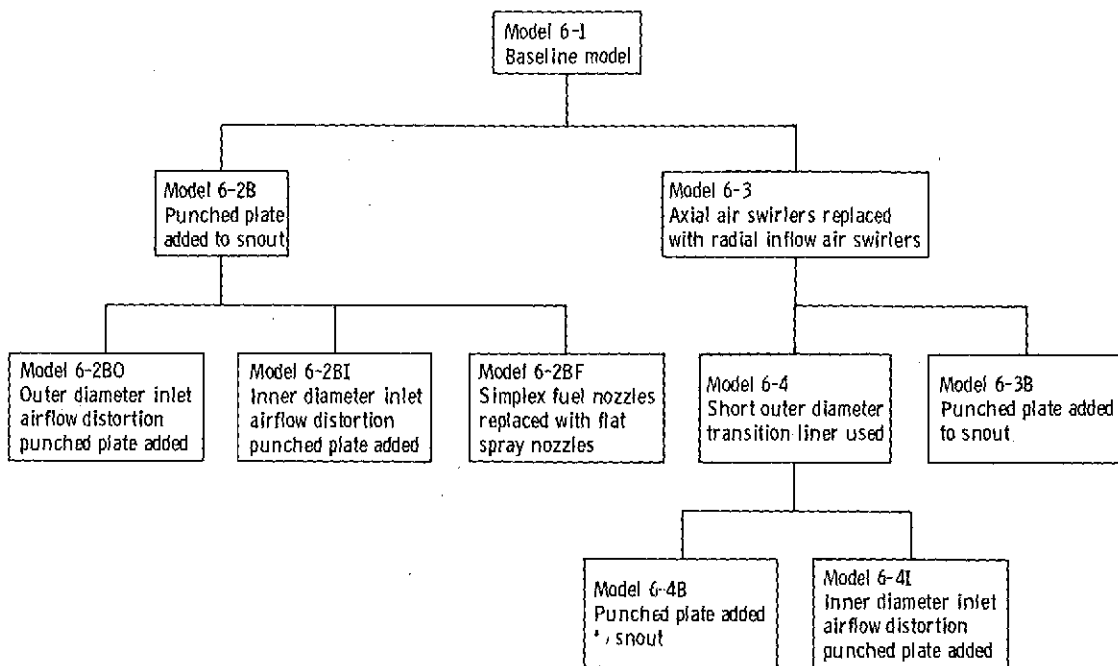 Model 6-1
Baseline model
Model 6-2B
Punched plate
added to snout
Model 6-3
Axial air swirlers replaced
with radial inflow air swirlers
Model 6-2BO
Outer diameter inlet
airflow distortion
punched plate added
Model 6-2BI
Inner diameter inlet
airflow distortion
punched plate added
Model 6-2BF
Simplex fuel nozzles
replaced with flat
spray nozzles
Model 6-4
Short outer diameter
transition liner used
Model 6-3B
Punched plate added
to snout
Model 6-4B
Punched plate added
snout
Model 6-4I
Inner diameter inlet
airflow distortion
punched plate added